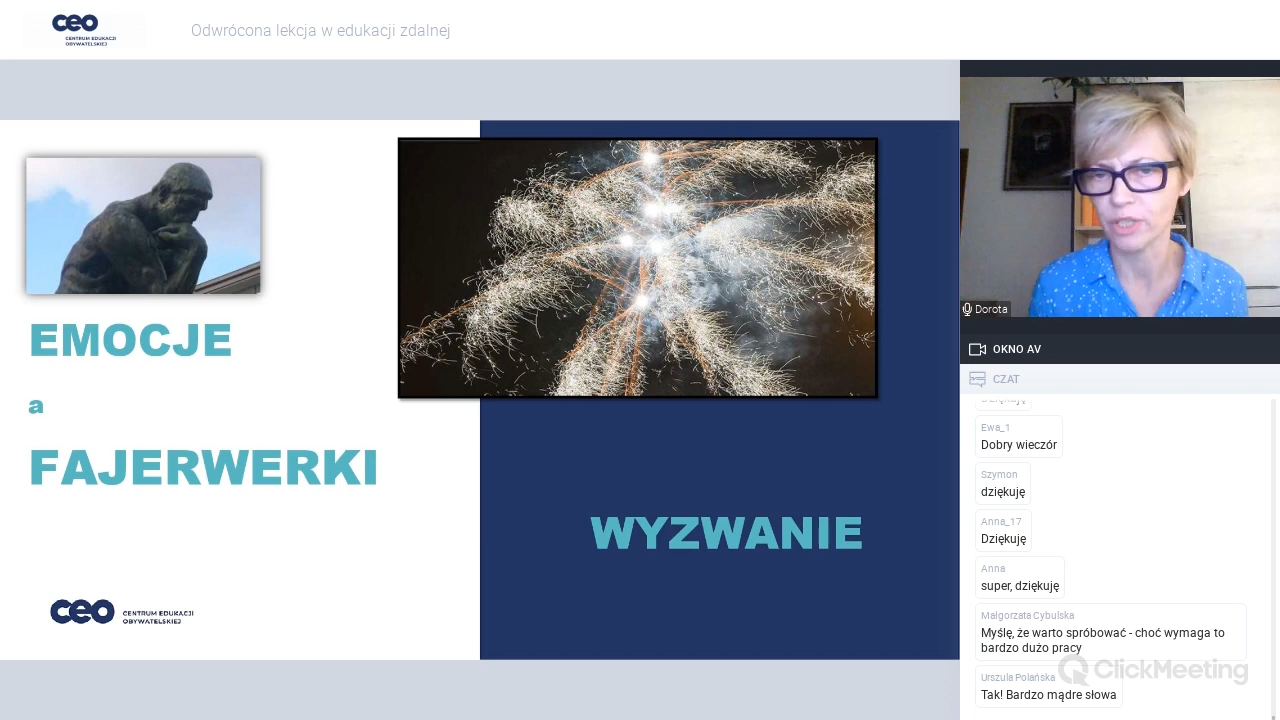 ceo
CENTRUM EDUKACJI
OBYWATELSKIEJ
Odwrócona lekcja w edukacji zdalnej
EMOCJE
a
FAJERWERKI
WYZWANIE
ceo
CENTRUM EDUKACJI
OBYWATELSKIEJ
Dorota
OKNO AV
CZAT
Dziękuję
Ewa_1
Dobry wieczór
Szymon
dziękuję
Anna_17
Dziękuję
Anna
super, dziękuję
Małgorzata Cybulska
Myślę, że warto spróbować - choć wymaga to
bardzo dużo pracy
Urszula Polańska
Tak! Bardzo mądre słowa
ClickMeeting